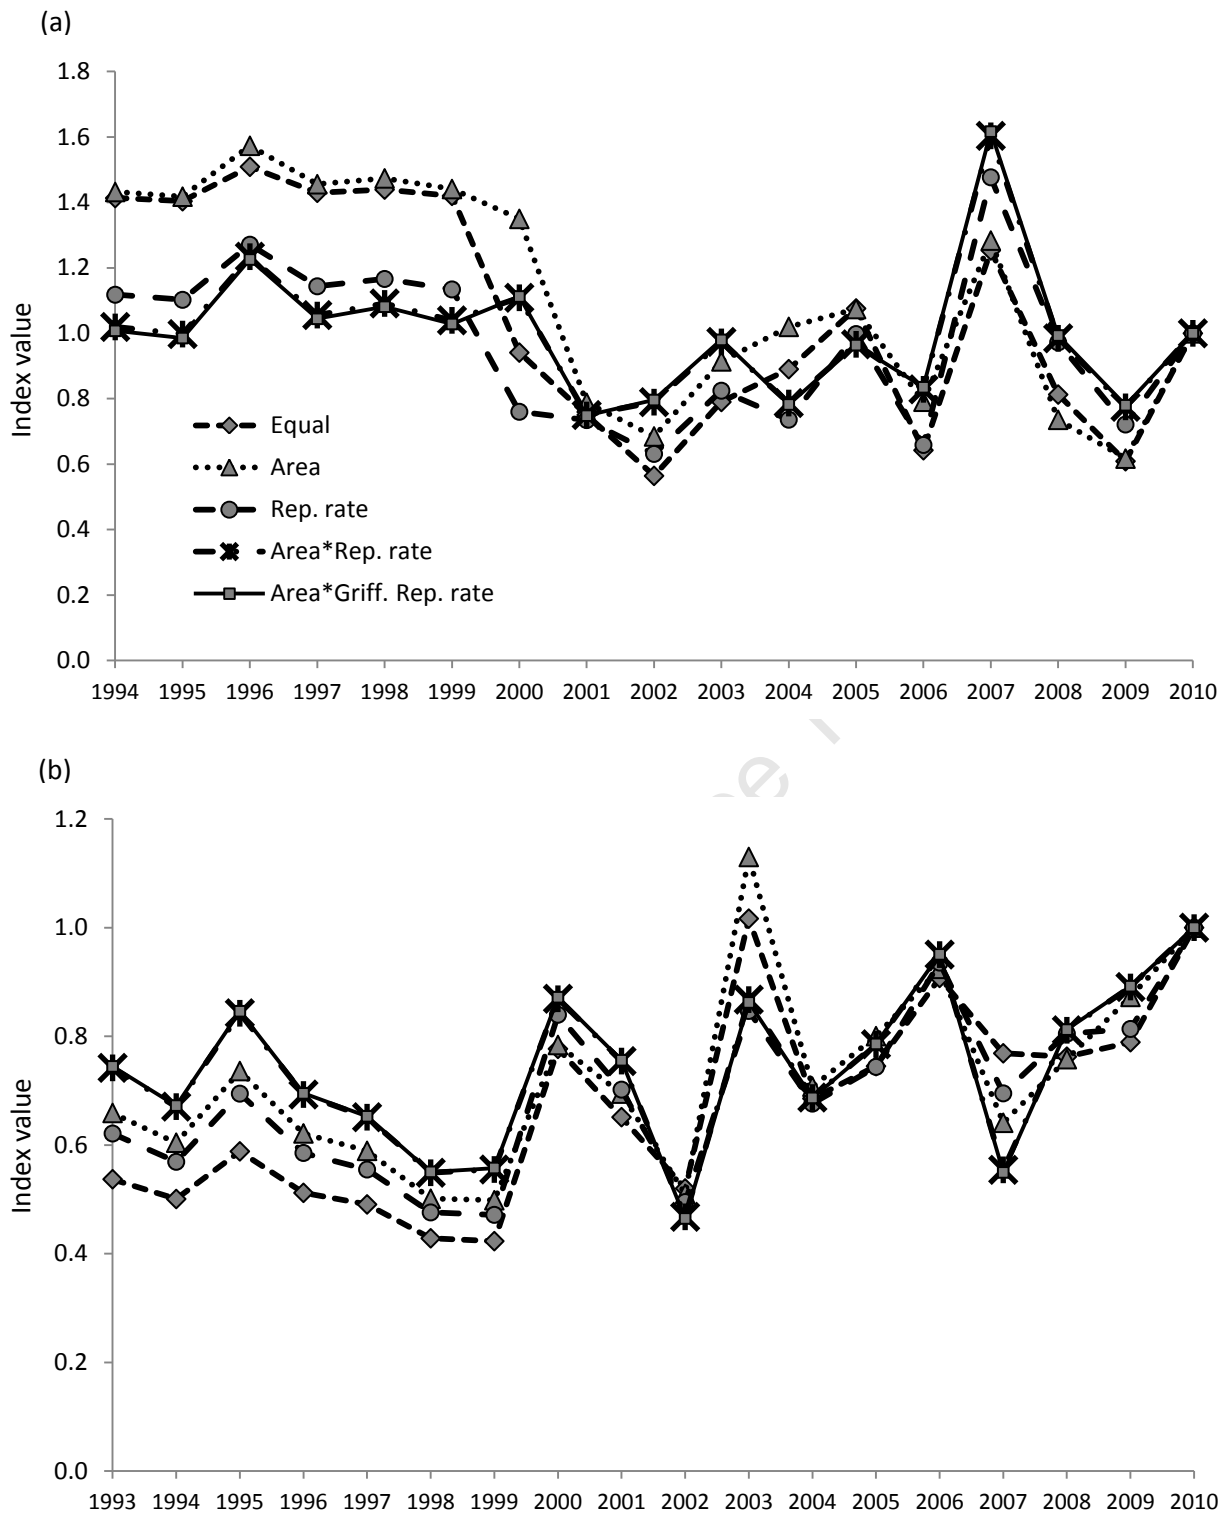 (a)
1.8
1.6
1.4
1.2
1.0
0.8
0.6
0.4
0.2
0.0
Index value
Equal
Area
Rep. rate
Area*Rep. rate
Area*Griff. Rep. rate
1994 1995 1996 1997 1998 1999 2000 2001 2002 2003 2004 2005 2006 2007 2008 2009 2010
(b)
1.2
1.0
0.8
0.6
0.4
0.2
0.0
Index value
1993 1994 1995 1996 1997 1998 1999 2000 2001 2002 2003 2004 2005 2006 2007 2008 2009 2010